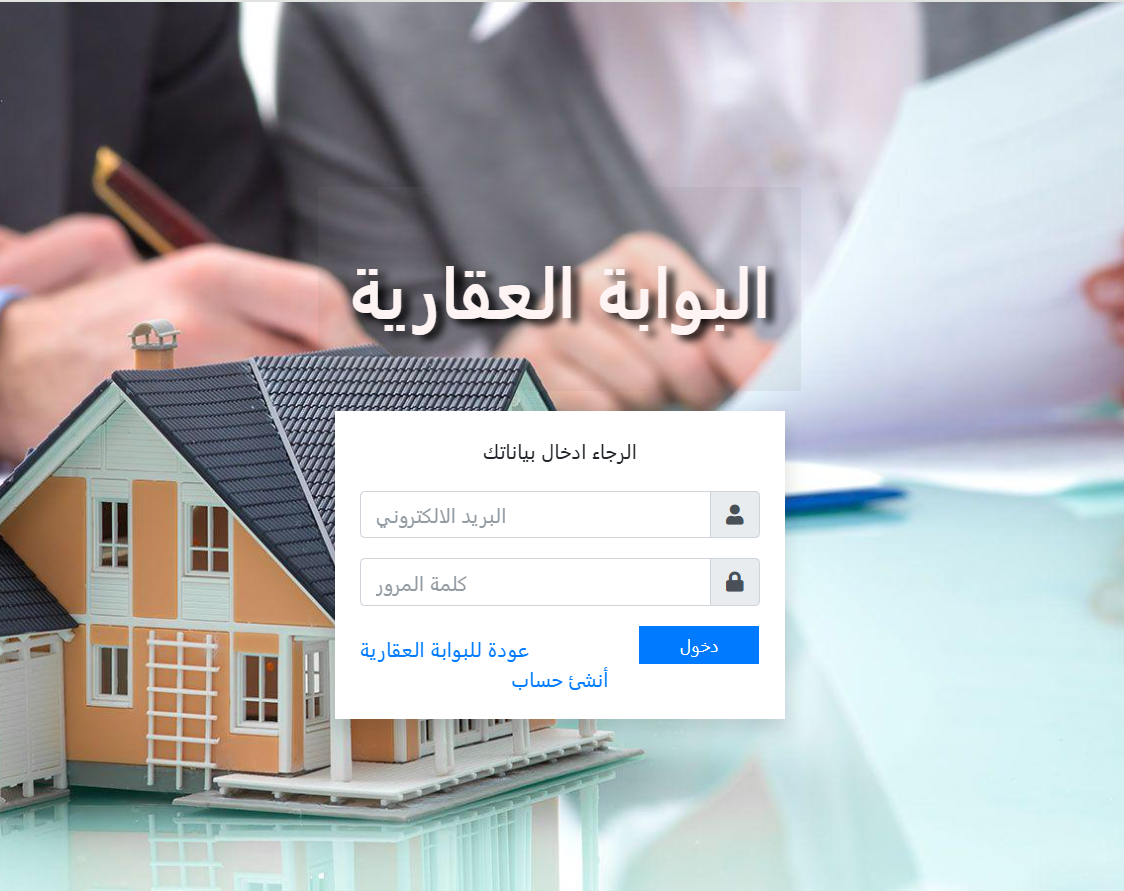 البوابة العقارية
الرجاء ادخال بياناتك
البريد الالكتروني
كلمة المرور
دخول
عودة للبوابة العقارية
أنشئ حساب